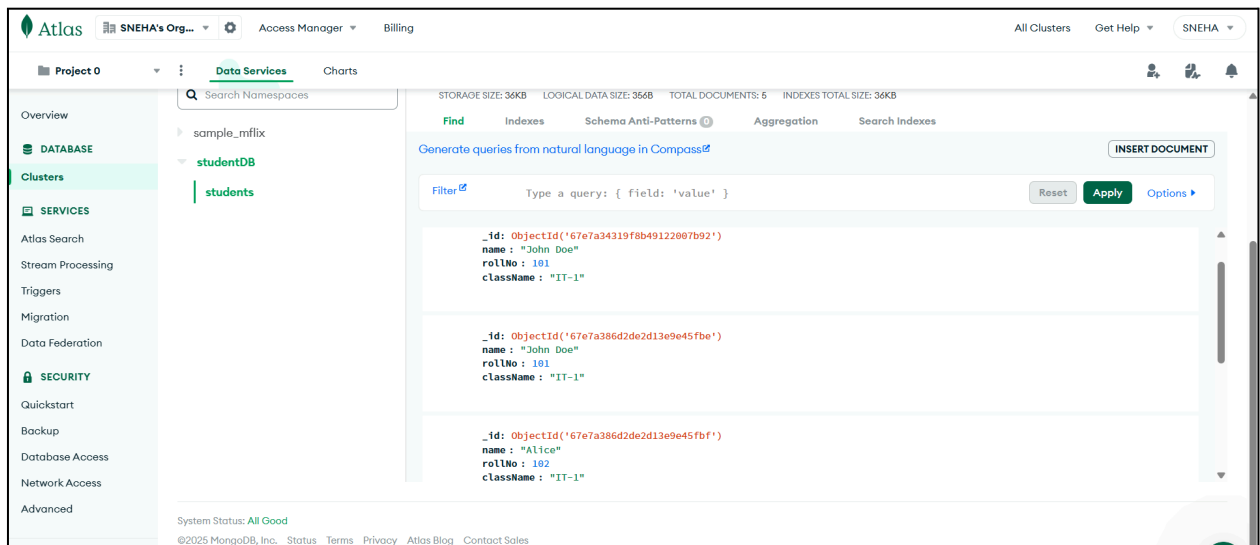 Atlas SNEHA's Org... Access Manager Billing All Clusters Get Help SNEHA
Project 0 Data Services Charts
Overview
DATABASE
Clusters
SERVICES
Atlas Search
Stream Processing
Triggers
Migration
Data Federation
SECURITY
Quickstart
Backup
Database Access
Network Access
Advanced
Search Namespaces
sample_mflix
studentDB
students
STORAGE SIZE: 36KB LOGICAL DATA SIZE: 356B TOTAL DOCUMENTS: 5 INDEXES TOTAL SIZE: 36KB
Find Indexes Schema Anti-Patterns 0 Aggregation Search Indexes
Generate queries from natural language in Compass INSERT DOCUMENT
Filter Type a query: { field: 'value' } Reset Apply Options
_id: ObjectId('67e7a34319f8b49122007b92')
name : "John Doe"
rollNo : 101
className : "IT-1"
_id: ObjectId('67e7a386d2de2d13e9e45fbe')
name : "John Doe"
rollNo : 101
className : "IT-1"
_id: ObjectId('67e7a386d2de2d13e9e45fbf')
name : "Alice"
rollNo : 102
className : "IT-1"
System Status: All Good
©2025 MongoDB, Inc. Status Terms Privacy Atlas Blog Contact Sales